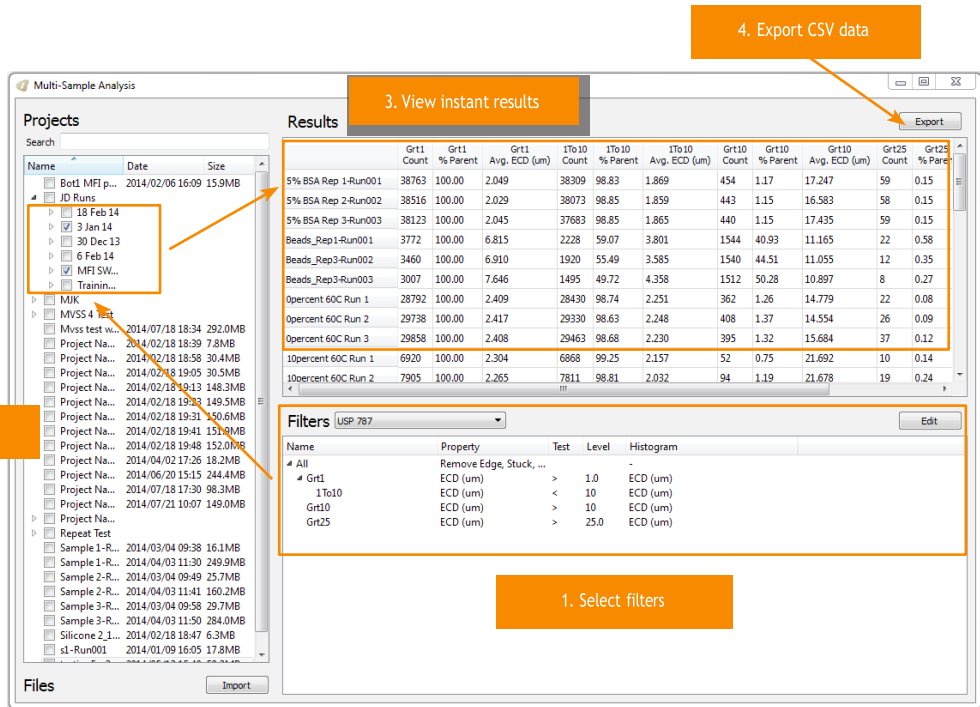 4. Export CSV data
Multi-Sample Analysis
3. View instant results
Projects
Results
Export
Search
Name Date Size
Bot1 MFI p... 2014/02/06 16:09 15.9MB
JD Runs
18 Feb 14
3 Jan 14
30 Dec 13
6 Feb 14
MFI SW...
Trainin...
MJK
MVSS 4 Test
Mvss test w... 2014/07/18 18:34 292.0MB
Project Na... 2014/02/18 18:39 7.8MB
Project Na... 2014/02/18 18:58 30.4MB
Project Na... 2014/02/18 19:05 30.5MB
Project Na... 2014/02/18 19:13 148.3MB
Project Na... 2014/02/18 19:23 149.5MB
Project Na... 2014/02/18 19:31 150.6MB
Project Na... 2014/02/18 19:41 151.9MB
Project Na... 2014/02/18 19:48 152.0MB
Project Na... 2014/04/02 17:26 18.2MB
Project Na... 2014/06/20 15:15 244.4MB
Project Na... 2014/07/18 17:30 98.3MB
Project Na... 2014/07/21 10:07 149.0MB
Project Na...
Repeat Test
Sample 1-R... 2014/03/04 09:38 16.1MB
Sample 1-R... 2014/04/03 11:30 249.9MB
Sample 2-R... 2014/03/04 09:49 25.7MB
Sample 2-R... 2014/04/03 11:41 160.2MB
Sample 3-R... 2014/03/04 09:58 29.7MB
Sample 3-R... 2014/04/03 11:50 284.0MB
Silicone 2_1... 2014/02/18 18:47 6.3MB
s1-Run001 2014/01/09 16:05 17.8MB
Files Import
Grt1 Grt1 Grt1 1To10 1To10 1To10 Grt10 Grt10 Grt10 Grt25 Grt25
Count % Parent Avg. ECD (um) Count % Parent Avg. ECD (um) Count % Parent Avg. ECD (um) Count % Pare
5% BSA Rep 1-Run001 38763 100.00 2.049 38309 98.83 1.869 454 1.17 17.247 59 0.15
5% BSA Rep 2-Run002 38516 100.00 2.029 38073 98.85 1.859 443 1.15 16.583 58 0.15
5% BSA Rep 3-Run003 38123 100.00 2.045 37683 98.85 1.865 440 1.15 17.435 59 0.15
Beads_Rep1-Run001 3772 100.00 6.815 2228 59.07 3.801 1544 40.93 11.165 22 0.58
Beads_Rep3-Run002 3460 100.00 6.910 1920 55.49 3.585 1540 44.51 11.055 12 0.35
Beads_Rep3-Run003 3007 100.00 7.646 1495 49.72 4.358 1512 50.28 10.897 8 0.27
0percent 60C Run 1 28792 100.00 2.409 28430 98.74 2.251 362 1.26 14.779 22 0.08
0percent 60C Run 2 29738 100.00 2.417 29330 98.63 2.248 408 1.37 14.554 26 0.09
0percent 60C Run 3 29858 100.00 2.408 29463 98.68 2.230 395 1.32 15.684 37 0.12
10percent 60C Run 1 6920 100.00 2.304 6868 99.25 2.157 52 0.75 21.692 10 0.14
10percent 60C Run 2 7905 100.00 2.265 7811 98.81 2.032 94 1.19 21.678 19 0.24
Filters USP 787 Edit
Name Property Test Level Histogram
All Remove Edge, Stuck, ... -
Grt1 ECD (um) > 1.0 ECD (um)
1To10 ECD (um) < 10 ECD (um)
Grt10 ECD (um) > 10 ECD (um)
Grt25 ECD (um) > 25.0 ECD (um)
1. Select filters